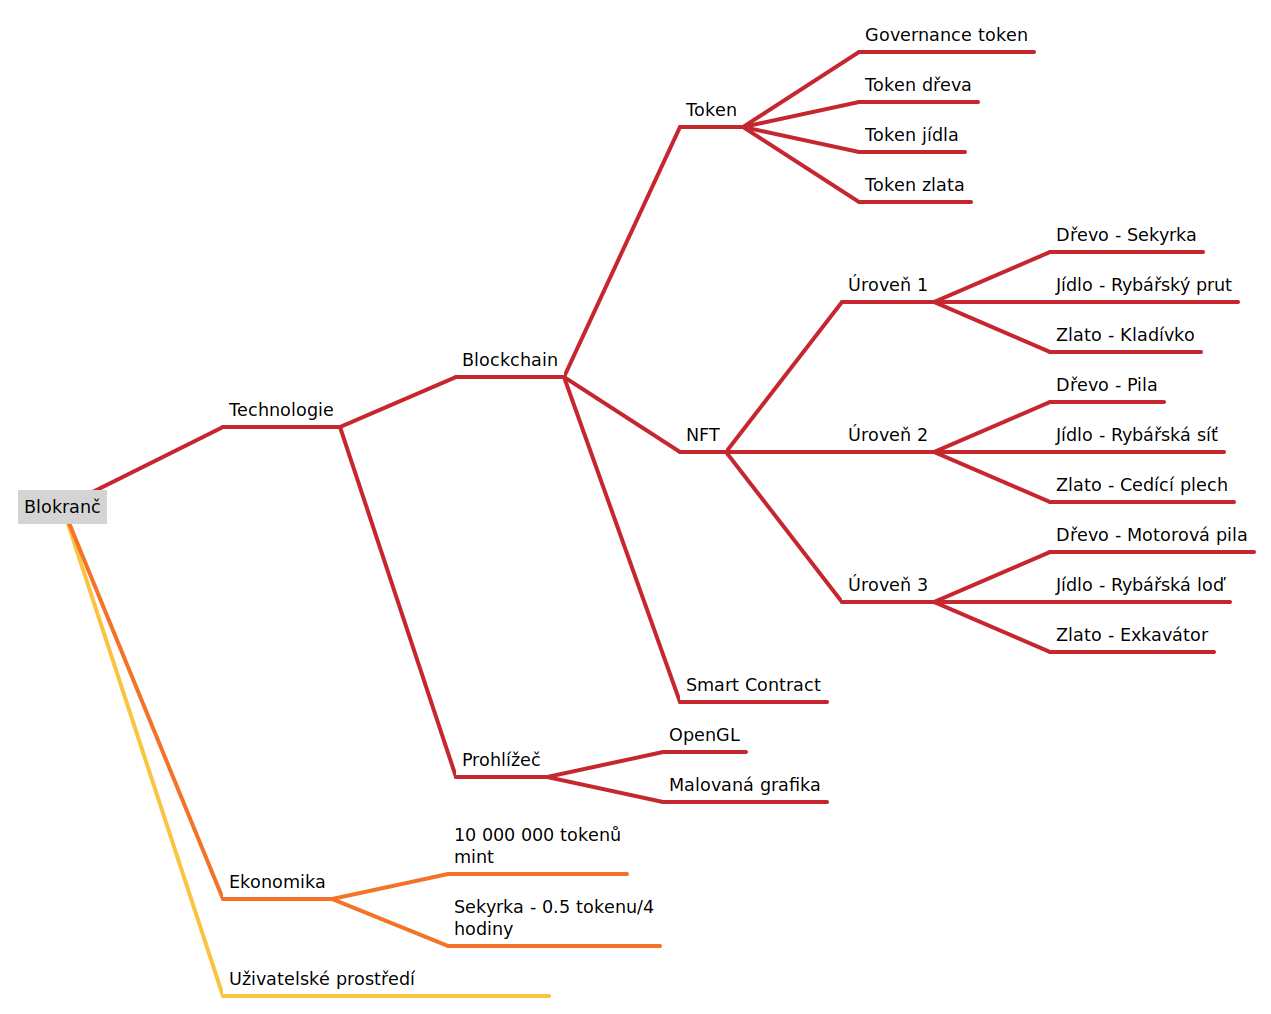 Governance token
Token dřeva
Token
Token jídla
Token zlata
Dřevo - Sekyrka
Úroveň 1
Jídlo - Rybářský prut
Zlato - Kladívko
Blockchain
Dřevo - Pila
Technologie
NFT
Úroveň 2
Jídlo - Rybářská síť
Zlato - Cedící plech
Blokranč
Dřevo - Motorová pila
Úroveň 3
Jídlo - Rybářská loď
Zlato - Exkavátor
Smart Contract
OpenGL
Prohlížeč
Malovaná grafika
10 000 000 tokenů
mint
Ekonomika
Sekyrka - 0.5 tokenu/4
hodiny
Uživatelské prostředí